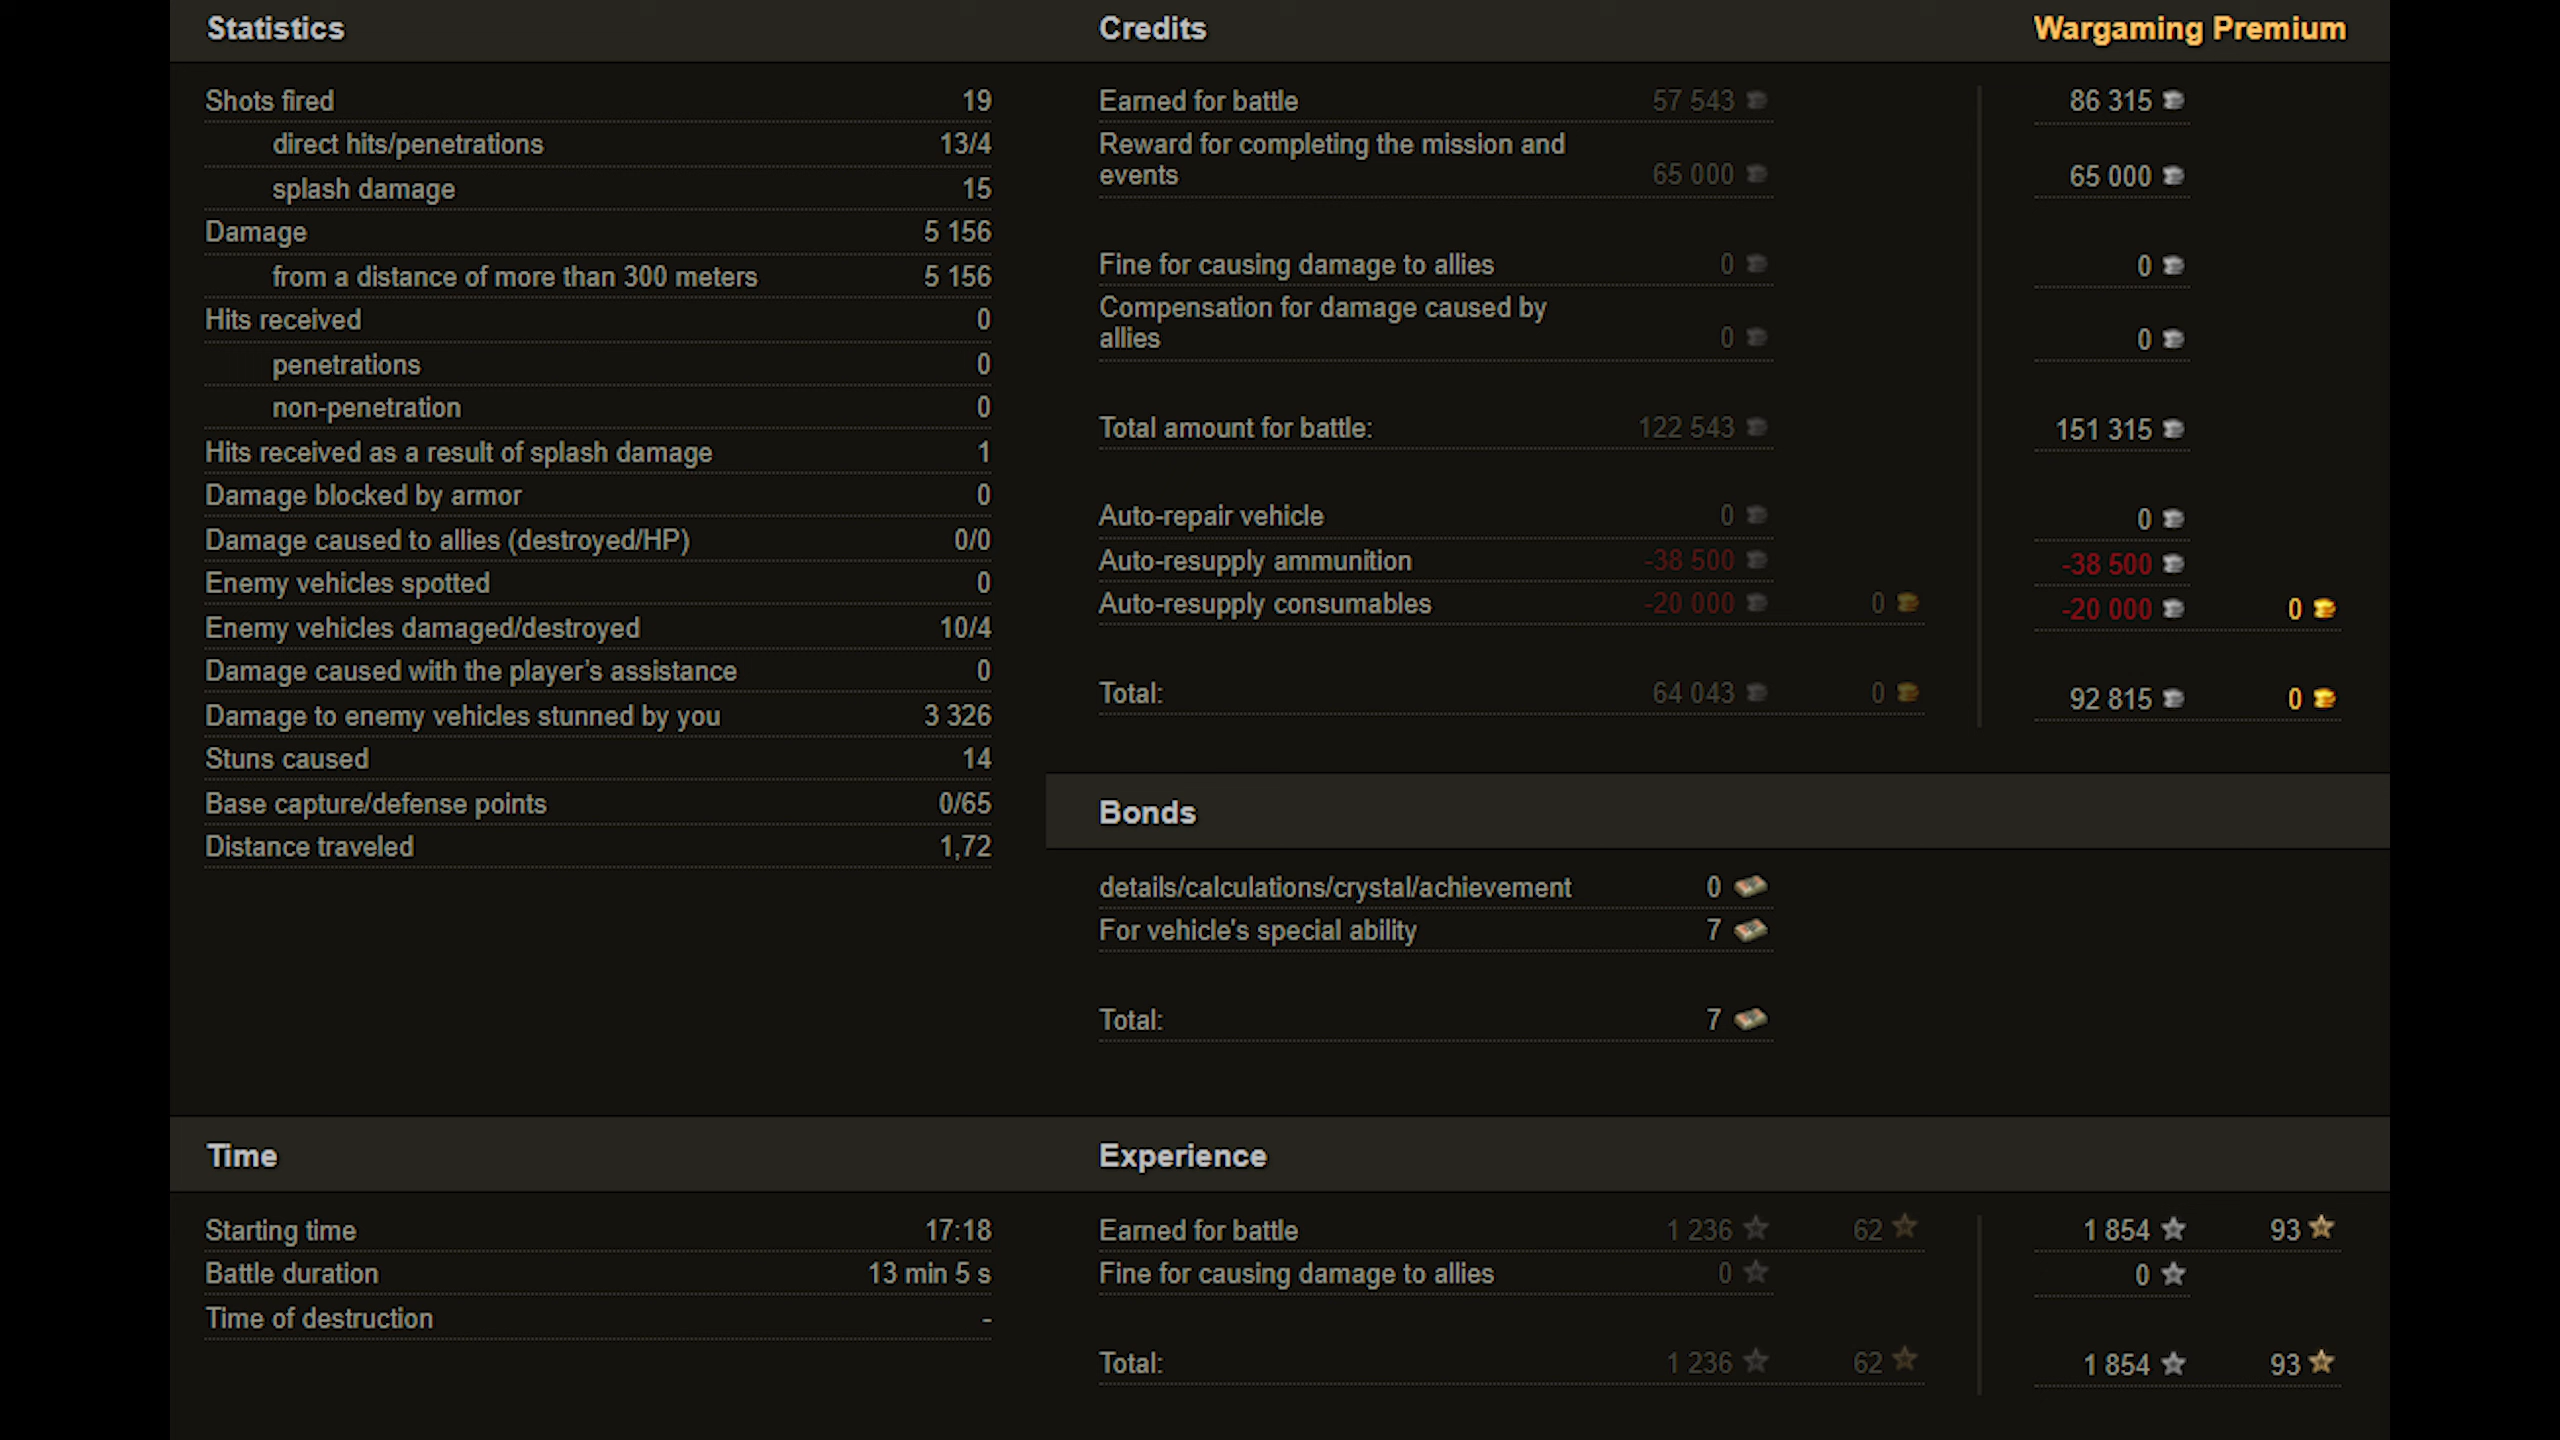 Statistics
Shots fired 19
direct hits/penetrations 13/4
splash damage 15
Damage 5 156
from a distance of more than 300 meters 5 156
Hits received 0
penetrations 0
non-penetration 0
Hits received as a result of splash damage 1
Damage blocked by armor 0
Damage caused to allies (destroyed/HP) 0/0
Enemy vehicles spotted 0
Enemy vehicles damaged/destroyed 10/4
Damage caused with the player's assistance 0
Damage to enemy vehicles stunned by you 3 326
Stuns caused 14
Base capture/defense points 0/65
Distance traveled 1,72
Credits Wargaming Premium
Earned for battle 57 543 86 315
Reward for completing the mission and
events 65 000 65 000
Fine for causing damage to allies 0 0
Compensation for damage caused by
allies 0 0
Total amount for battle: 122 543 151 315
Auto-repair vehicle 0 0
Auto-resupply ammunition -38 500 -38 500
Auto-resupply consumables -20 000 0 -20 000 0
Total: 64 043 0 92 815 0
Bonds
details/calculations/crystal/achievement 0
For vehicle's special ability 7
Total: 7
Time
Starting time 17:18
Battle duration 13 min 5 s
Time of destruction -
Experience
Earned for battle 1 236 62 1 854 93
Fine for causing damage to allies 0 0
Total: 1 236 62 1 854 93